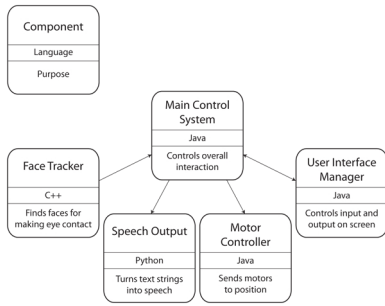 Component
Language
Purpose
Main Control
System
Java
Controls overall
interaction
Face Tracker
C++
Finds faces for
making eye contact
User Interface
Manager
Java
Controls input and
output on screen
Speech Output
Python
Turns text strings
into speech
Motor
Controller
Java
Sends motors
to position